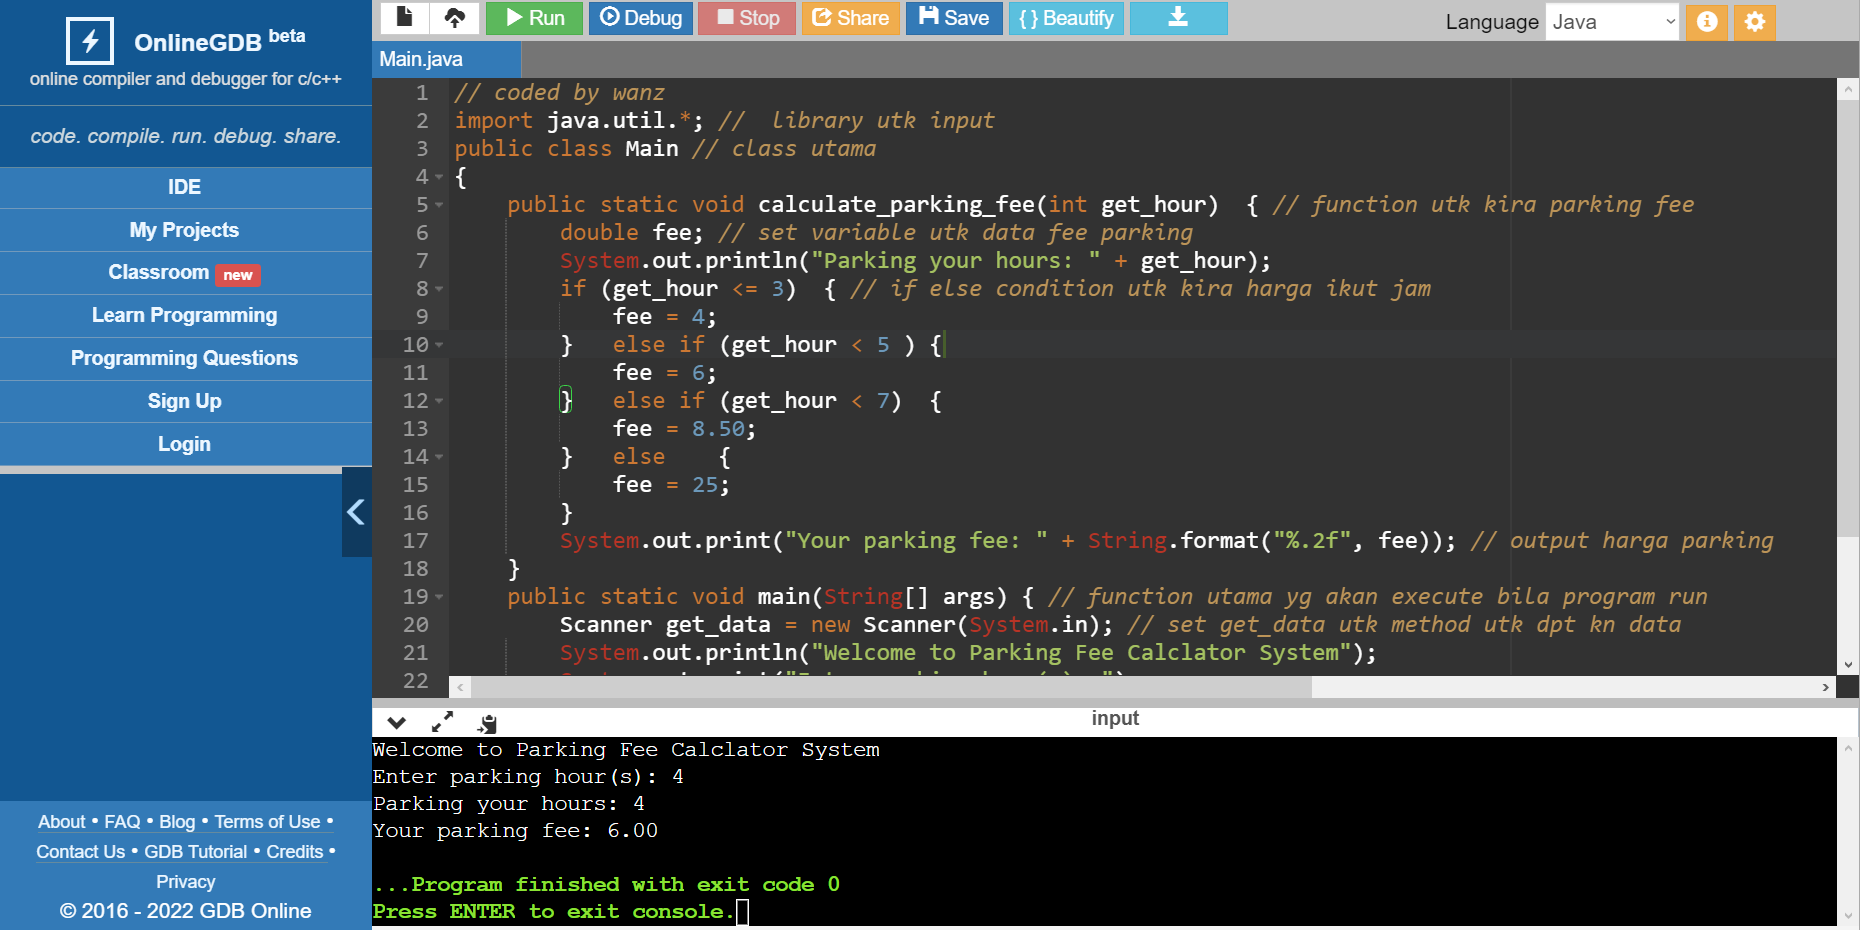 OnlineGDB beta
online compiler and debugger for c/c++
code. compile. run. debug. share.
IDE
My Projects
Classroom new
Learn Programming
Programming Questions
Sign Up
Login
About • FAQ • Blog • Terms of Use •
Contact Us • GDB Tutorial • Credits •
Privacy
© 2016 - 2022 GDB Online
Run Debug Stop Share Save { } Beautify Language Java
Main.java
1 // coded by wanz
2 import java.util.*; //  library utk input
3 public class Main // class utama
4 {
5     public static void calculate_parking_fee(int get_hour)  { // function utk kira parking fee
6         double fee; // set variable utk data fee parking
7         System.out.println("Parking your hours: " + get_hour);
8         if (get_hour <= 3)  { // if else condition utk kira harga ikut jam
9             fee = 4;
10         }   else if (get_hour < 5 ) {
11             fee = 6;
12         }   else if (get_hour < 7)  {
13             fee = 8.50;
14         }   else    {
15             fee = 25;
16         }
17         System.out.print("Your parking fee: " + String.format("%.2f", fee)); // output harga parking
18     }
19     public static void main(String[] args) { // function utama yg akan execute bila program run
20         Scanner get_data = new Scanner(System.in); // set get_data utk method utk dpt kn data
21         System.out.println("Welcome to Parking Fee Calclator System");
22
input
Welcome to Parking Fee Calclator System
Enter parking hour(s): 4
Parking your hours: 4
Your parking fee: 6.00
...Program finished with exit code 0
Press ENTER to exit console.